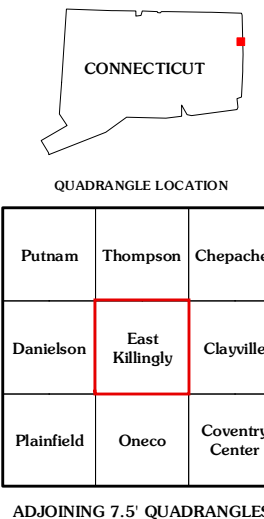 CONNECTICUT
QUADRANGLE LOCATION
Putnam Thompson Chepache
Danielson East Killingly Clayville
Plainfield Oneco Coventry Center
ADJOINING 7.5' QUADRANGLES